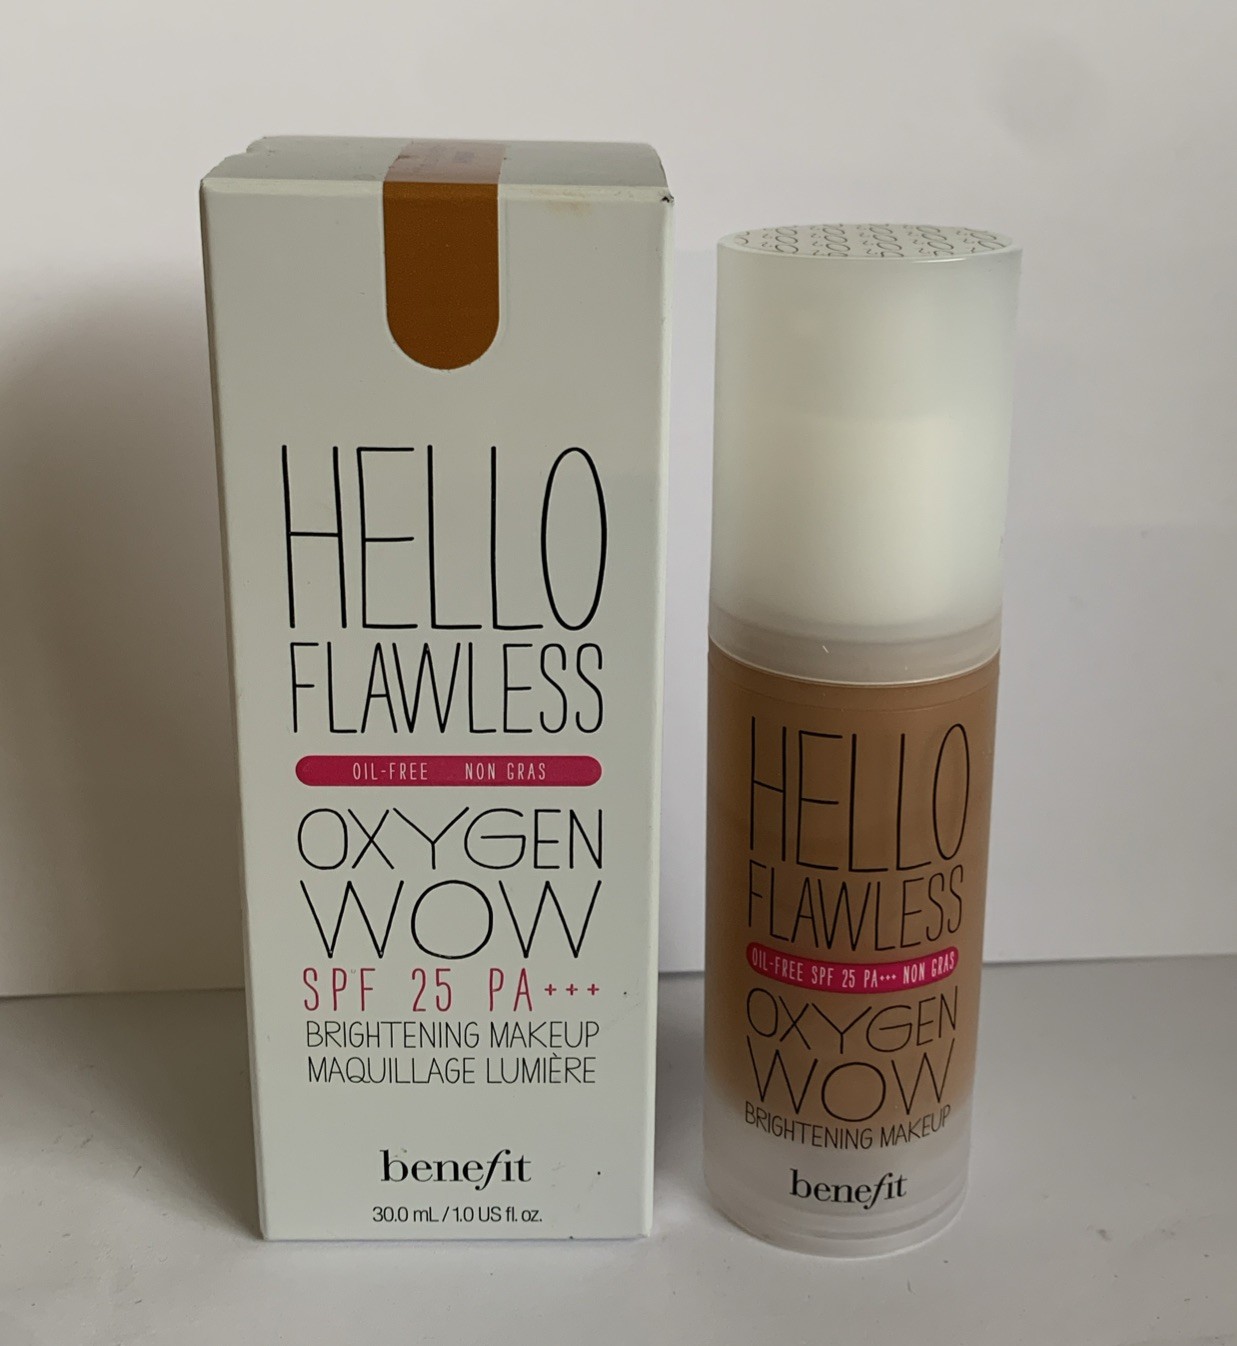 HELLO
FLAWLESS
OIL-FREE NON GRAS
OXYGEN
WOW
SPF 25 PA+++
BRIGHTENING MAKEUP
MAQUILLAGE LUMIÈRE
benefit
30.0 mL / 1.0 US fl. oz.
HELLO
FLAWLESS
OIL-FREE SPF 25 PA+++ NON GRAS
OXYGEN
WOW
BRIGHTENING MAKEUP
benefit